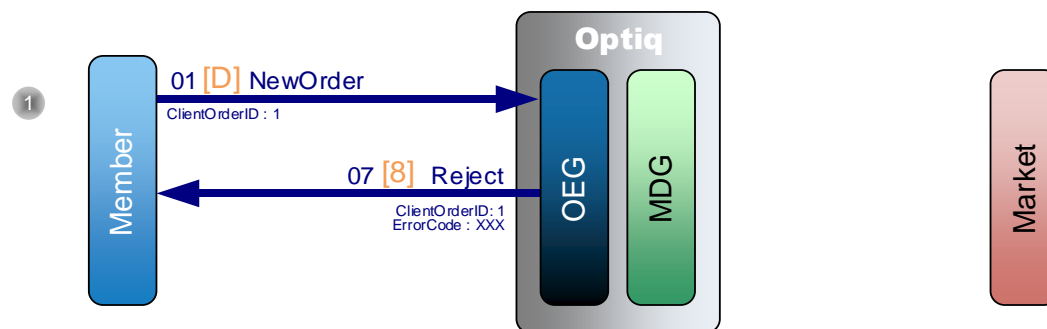 Optiq
1
01 [D] NewOrder
ClientOrderID : 1
07 [8] Reject
ClientOrderID: 1
ErrorCode : XXX
Member
OEG
MDG
Market